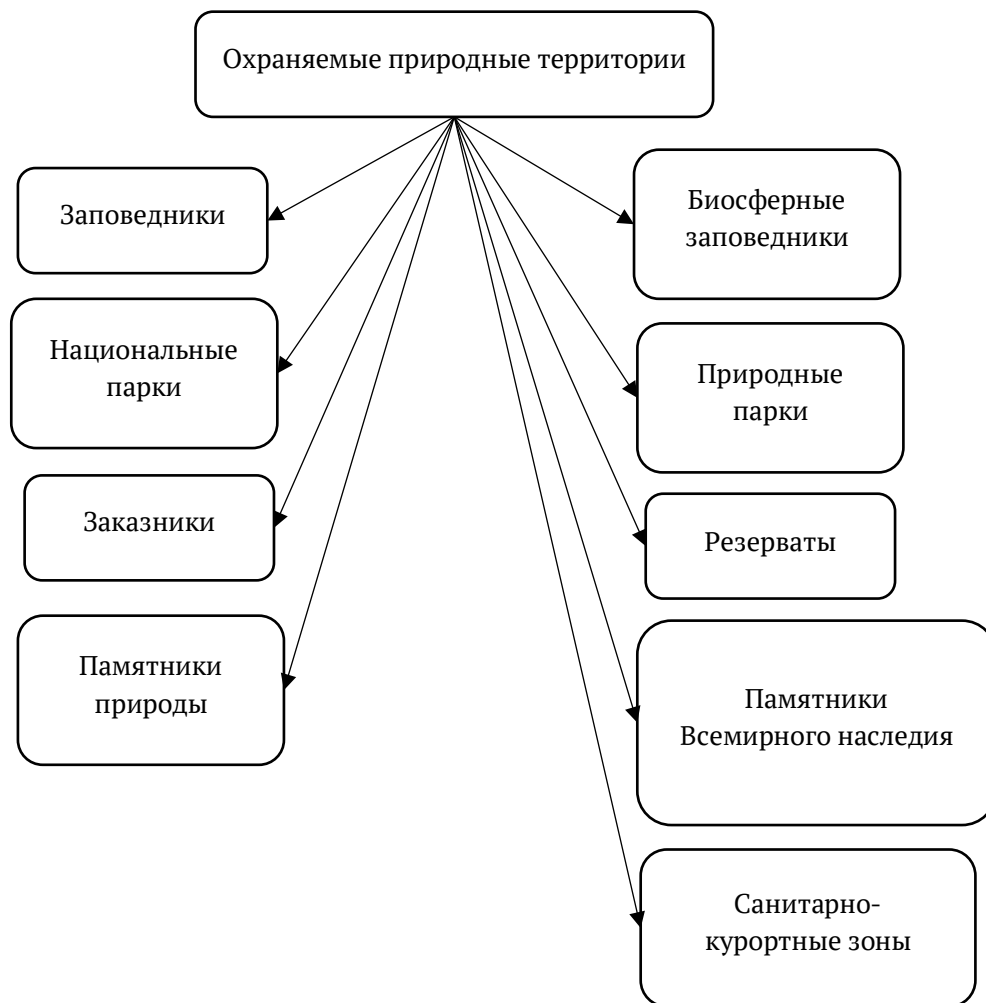 Охраняемые природные территории
Заповедники
Национальные
парки
Заказники
Памятники
природы
Биосферные
заповедники
Природные
парки
Резерваты
Памятники
Всемирного наследия
Санитарно-
курортные зоны